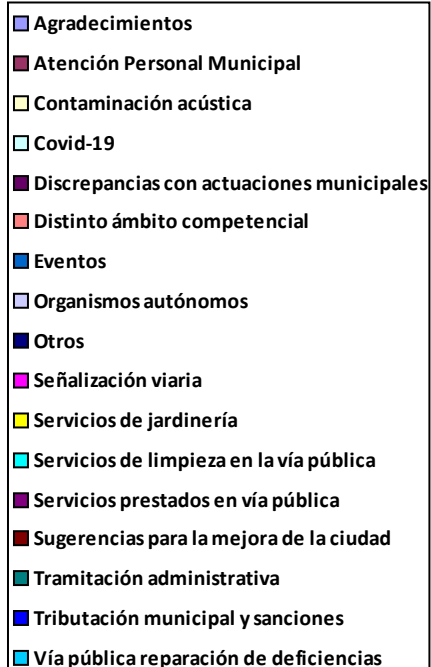 Agradecimientos
Atención Personal Municipal
Contaminación acústica
Covid-19
Discrepancias con actuaciones municipales
Distinto ámbito competencial
Eventos
Organismos autónomos
Otros
Señalización viaria
Servicios de jardinería
Servicios de limpieza en la vía pública
Servicios prestados en vía pública
Sugerencias para la mejora de la ciudad
Tramitación administrativa
Tributación municipal y sanciones
Vía pública reparación de deficiencias